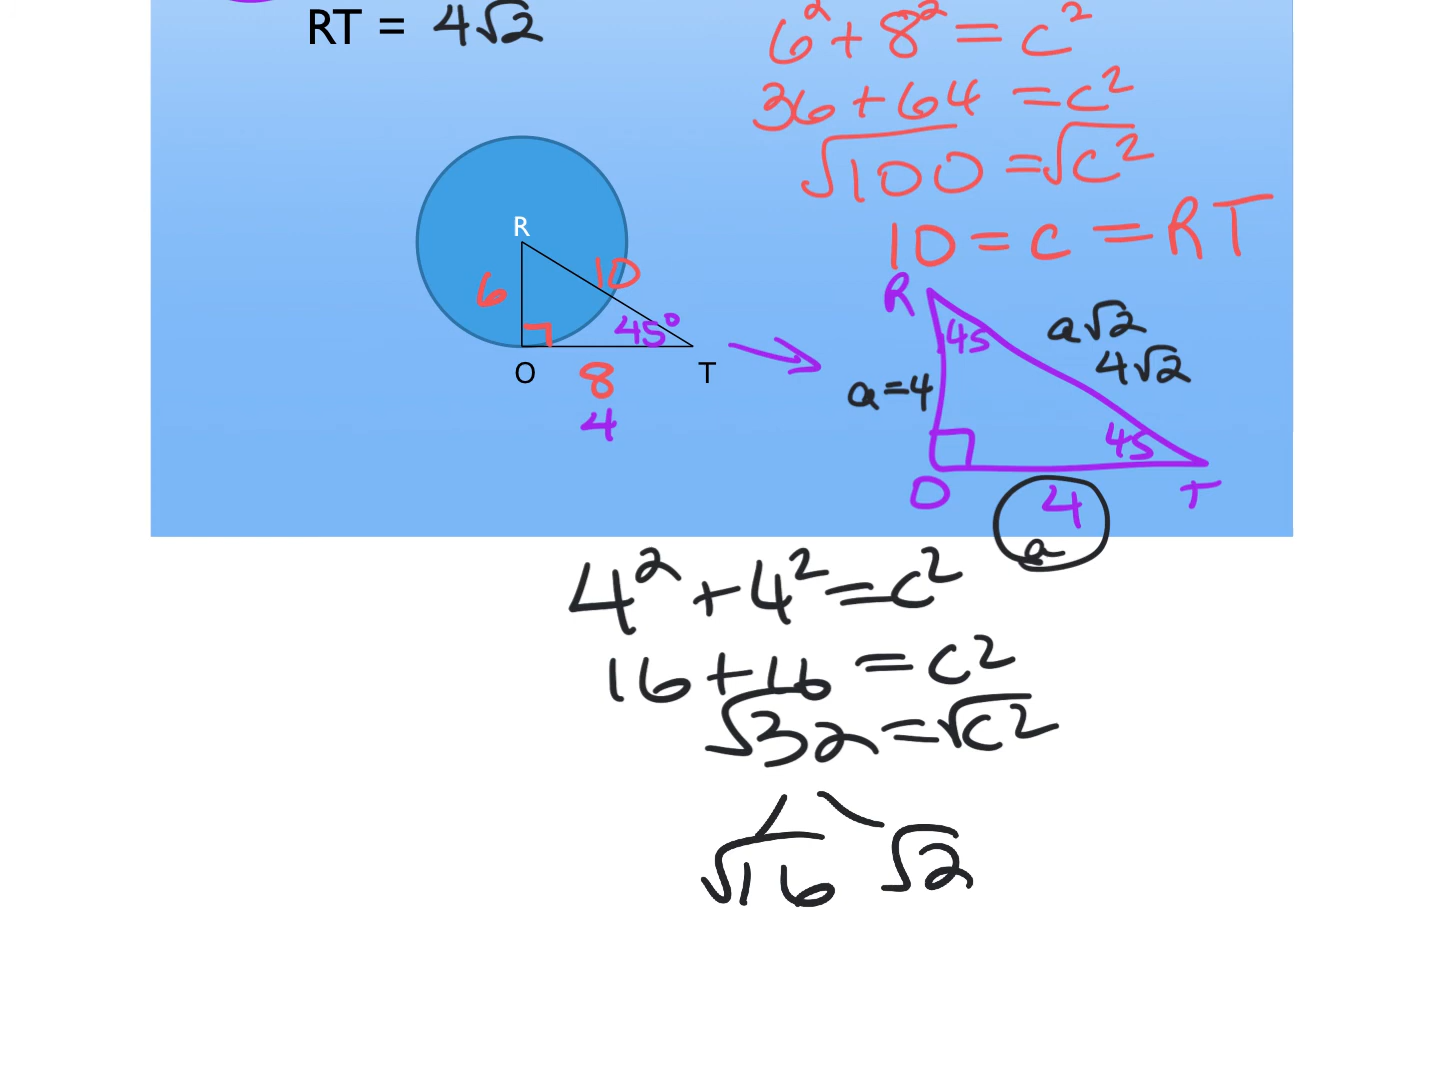 RT = 4√2
6² + 8² = c²
36 + 64 = c²
√100 = √c²
10 = c = RT
R
6
10
45°
O
T
8
4
R
45
a√2
4√2
a=4
45
O
4
T
a
4² + 4² = c²
16 + 16 = c²
√32 = √c²
√16 √2